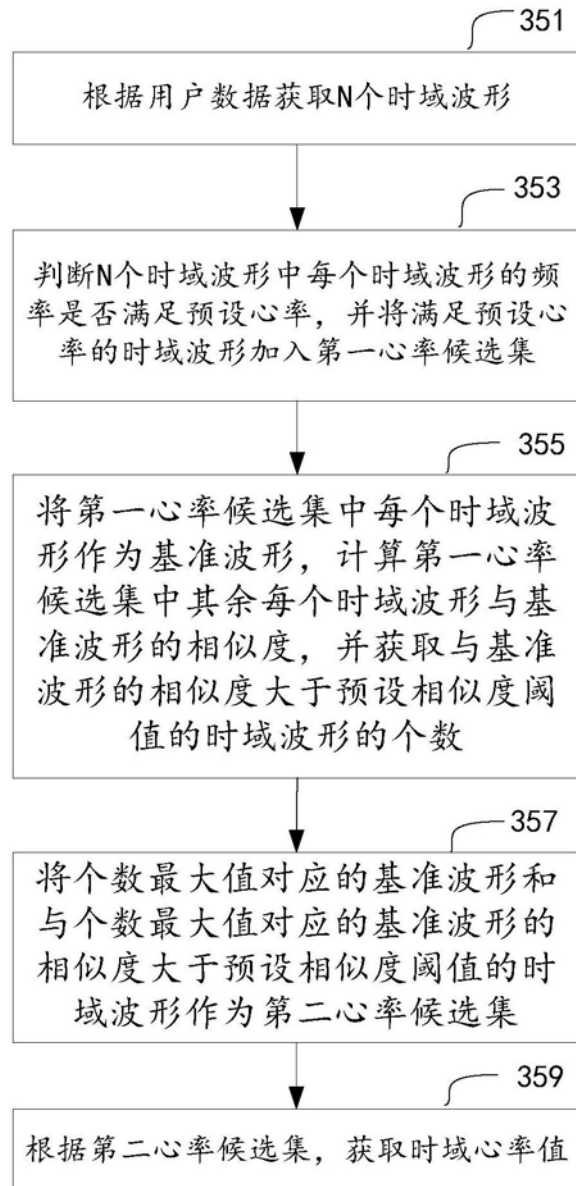 351
根据用户数据获取N个时域波形
353
判断N个时域波形中每个时域波形的频
率是否满足预设心率，并将满足预设心
率的时域波形加入第一心率候选集
355
将第一心率候选集中每个时域波
形作为基准波形，计算第一心率
候选集中其余每个时域波形与基
准波形的相似度，并获取与基准
波形的相似度大于预设相似度阈
值的时域波形的个数
357
将个数最大值对应的基准波形和
与个数最大值对应的基准波形的
相似度大于预设相似度阈值的时
域波形作为第二心率候选集
359
根据第二心率候选集，获取时域心率值